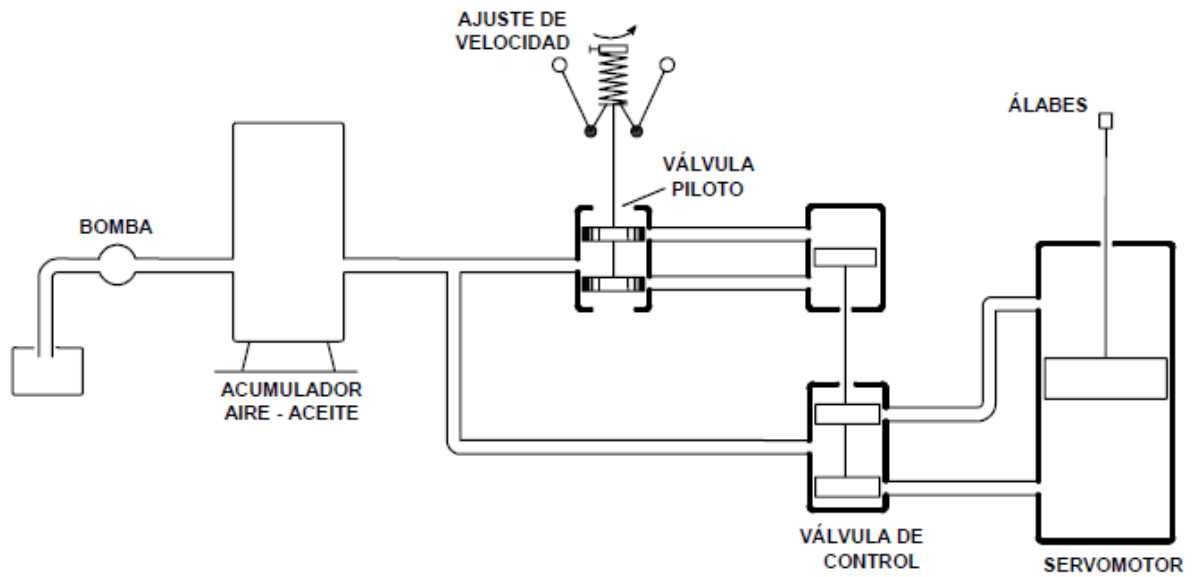 AJUSTE DE
VELOCIDAD
ÁLABES
VÁLVULA
PILOTO
BOMBA
ACUMULADOR
AIRE - ACEITE
VÁLVULA DE
CONTROL
SERVOMOTOR